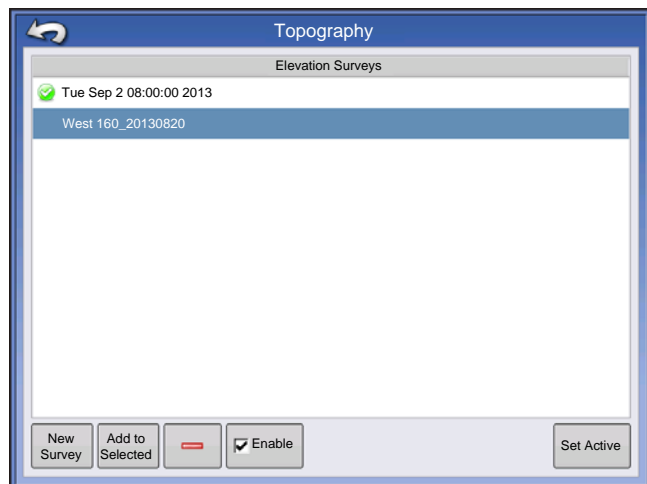 Topography
Elevation Surveys
Tue Sep 2 08:00:00 2013
West 160_20130820
New
Survey
Add to
Selected
Enable
Set Active